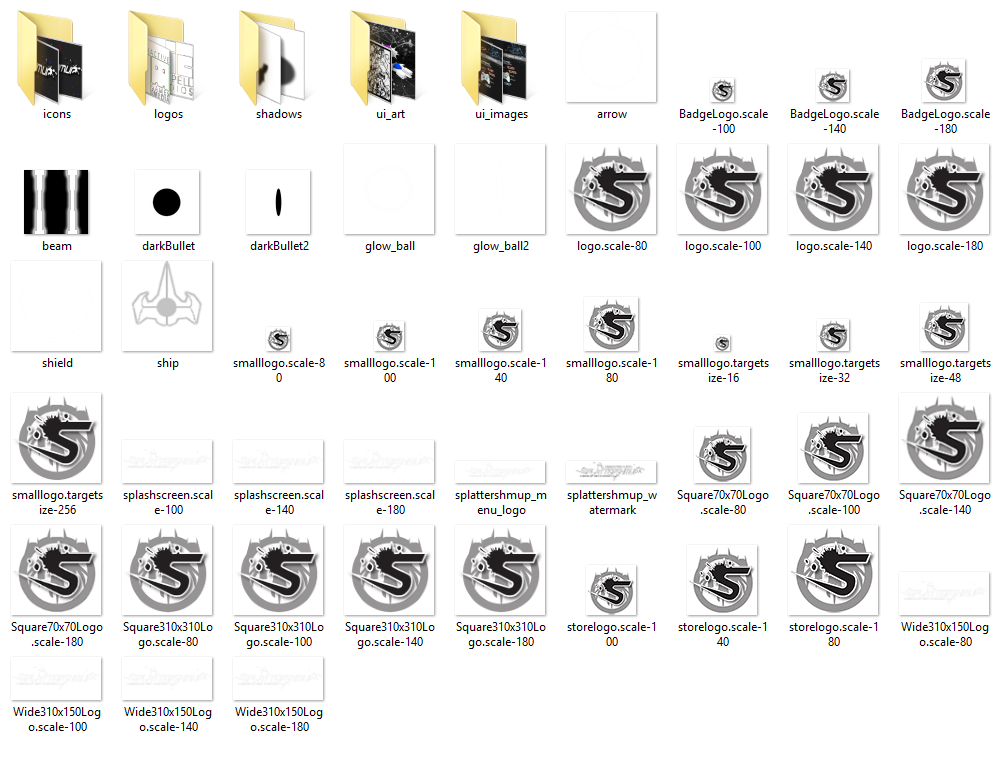 icons
logos
shadows
ui_art
ui_images
arrow
BadgeLogo.scale
-100
BadgeLogo.scale
-140
BadgeLogo.scale
-180
beam
darkBullet
darkBullet2
glow_ball
glow_ball2
logo.scale-80
logo.scale-100
logo.scale-140
logo.scale-180
shield
ship
smalllogo.scale-8
0
smalllogo.scale-1
00
smalllogo.scale-1
40
smalllogo.scale-1
80
smalllogo.targets
ize-16
smalllogo.targets
ize-32
smalllogo.targets
ize-48
smalllogo.targets
ize-256
splashscreen.scal
e-100
splashscreen.scal
e-140
splashscreen.scal
e-180
splattershmup_m
enu_logo
splattershmup_w
atermark
Square70x70Logo
.scale-80
Square70x70Logo
.scale-100
Square70x70Logo
.scale-140
Square70x70Logo
.scale-180
Square310x310Lo
go.scale-80
Square310x310Lo
go.scale-100
Square310x310Lo
go.scale-140
Square310x310Lo
go.scale-180
storelogo.scale-1
00
storelogo.scale-1
40
storelogo.scale-1
80
Wide310x150Log
o.scale-80
Wide310x150Log
o.scale-100
Wide310x150Log
o.scale-140
Wide310x150Log
o.scale-180